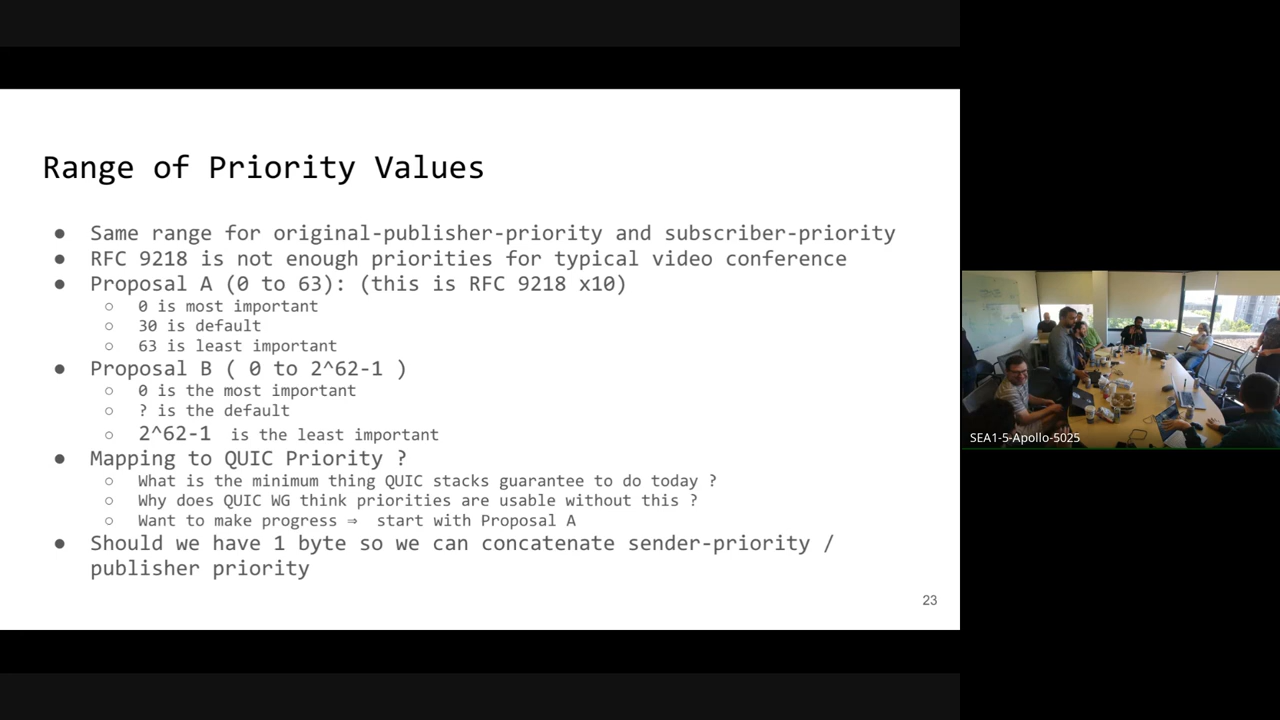 Range of Priority Values
● Same range for original-publisher-priority and subscriber-priority
● RFC 9218 is not enough priorities for typical video conference
● Proposal A (0 to 63): (this is RFC 9218 x10)
○ 0 is most important
○ 30 is default
○ 63 is least important
● Proposal B ( 0 to 2^62-1 )
○ 0 is the most important
○ ? is the default
○ 2^62-1 is the least important
● Mapping to QUIC Priority ?
○ What is the minimum thing QUIC stacks guarantee to do today ?
○ Why does QUIC WG think priorities are usable without this ?
○ Want to make progress ⇒ start with Proposal A
● Should we have 1 byte so we can concatenate sender-priority /
publisher priority
23
SEA1-5-Apollo-5025